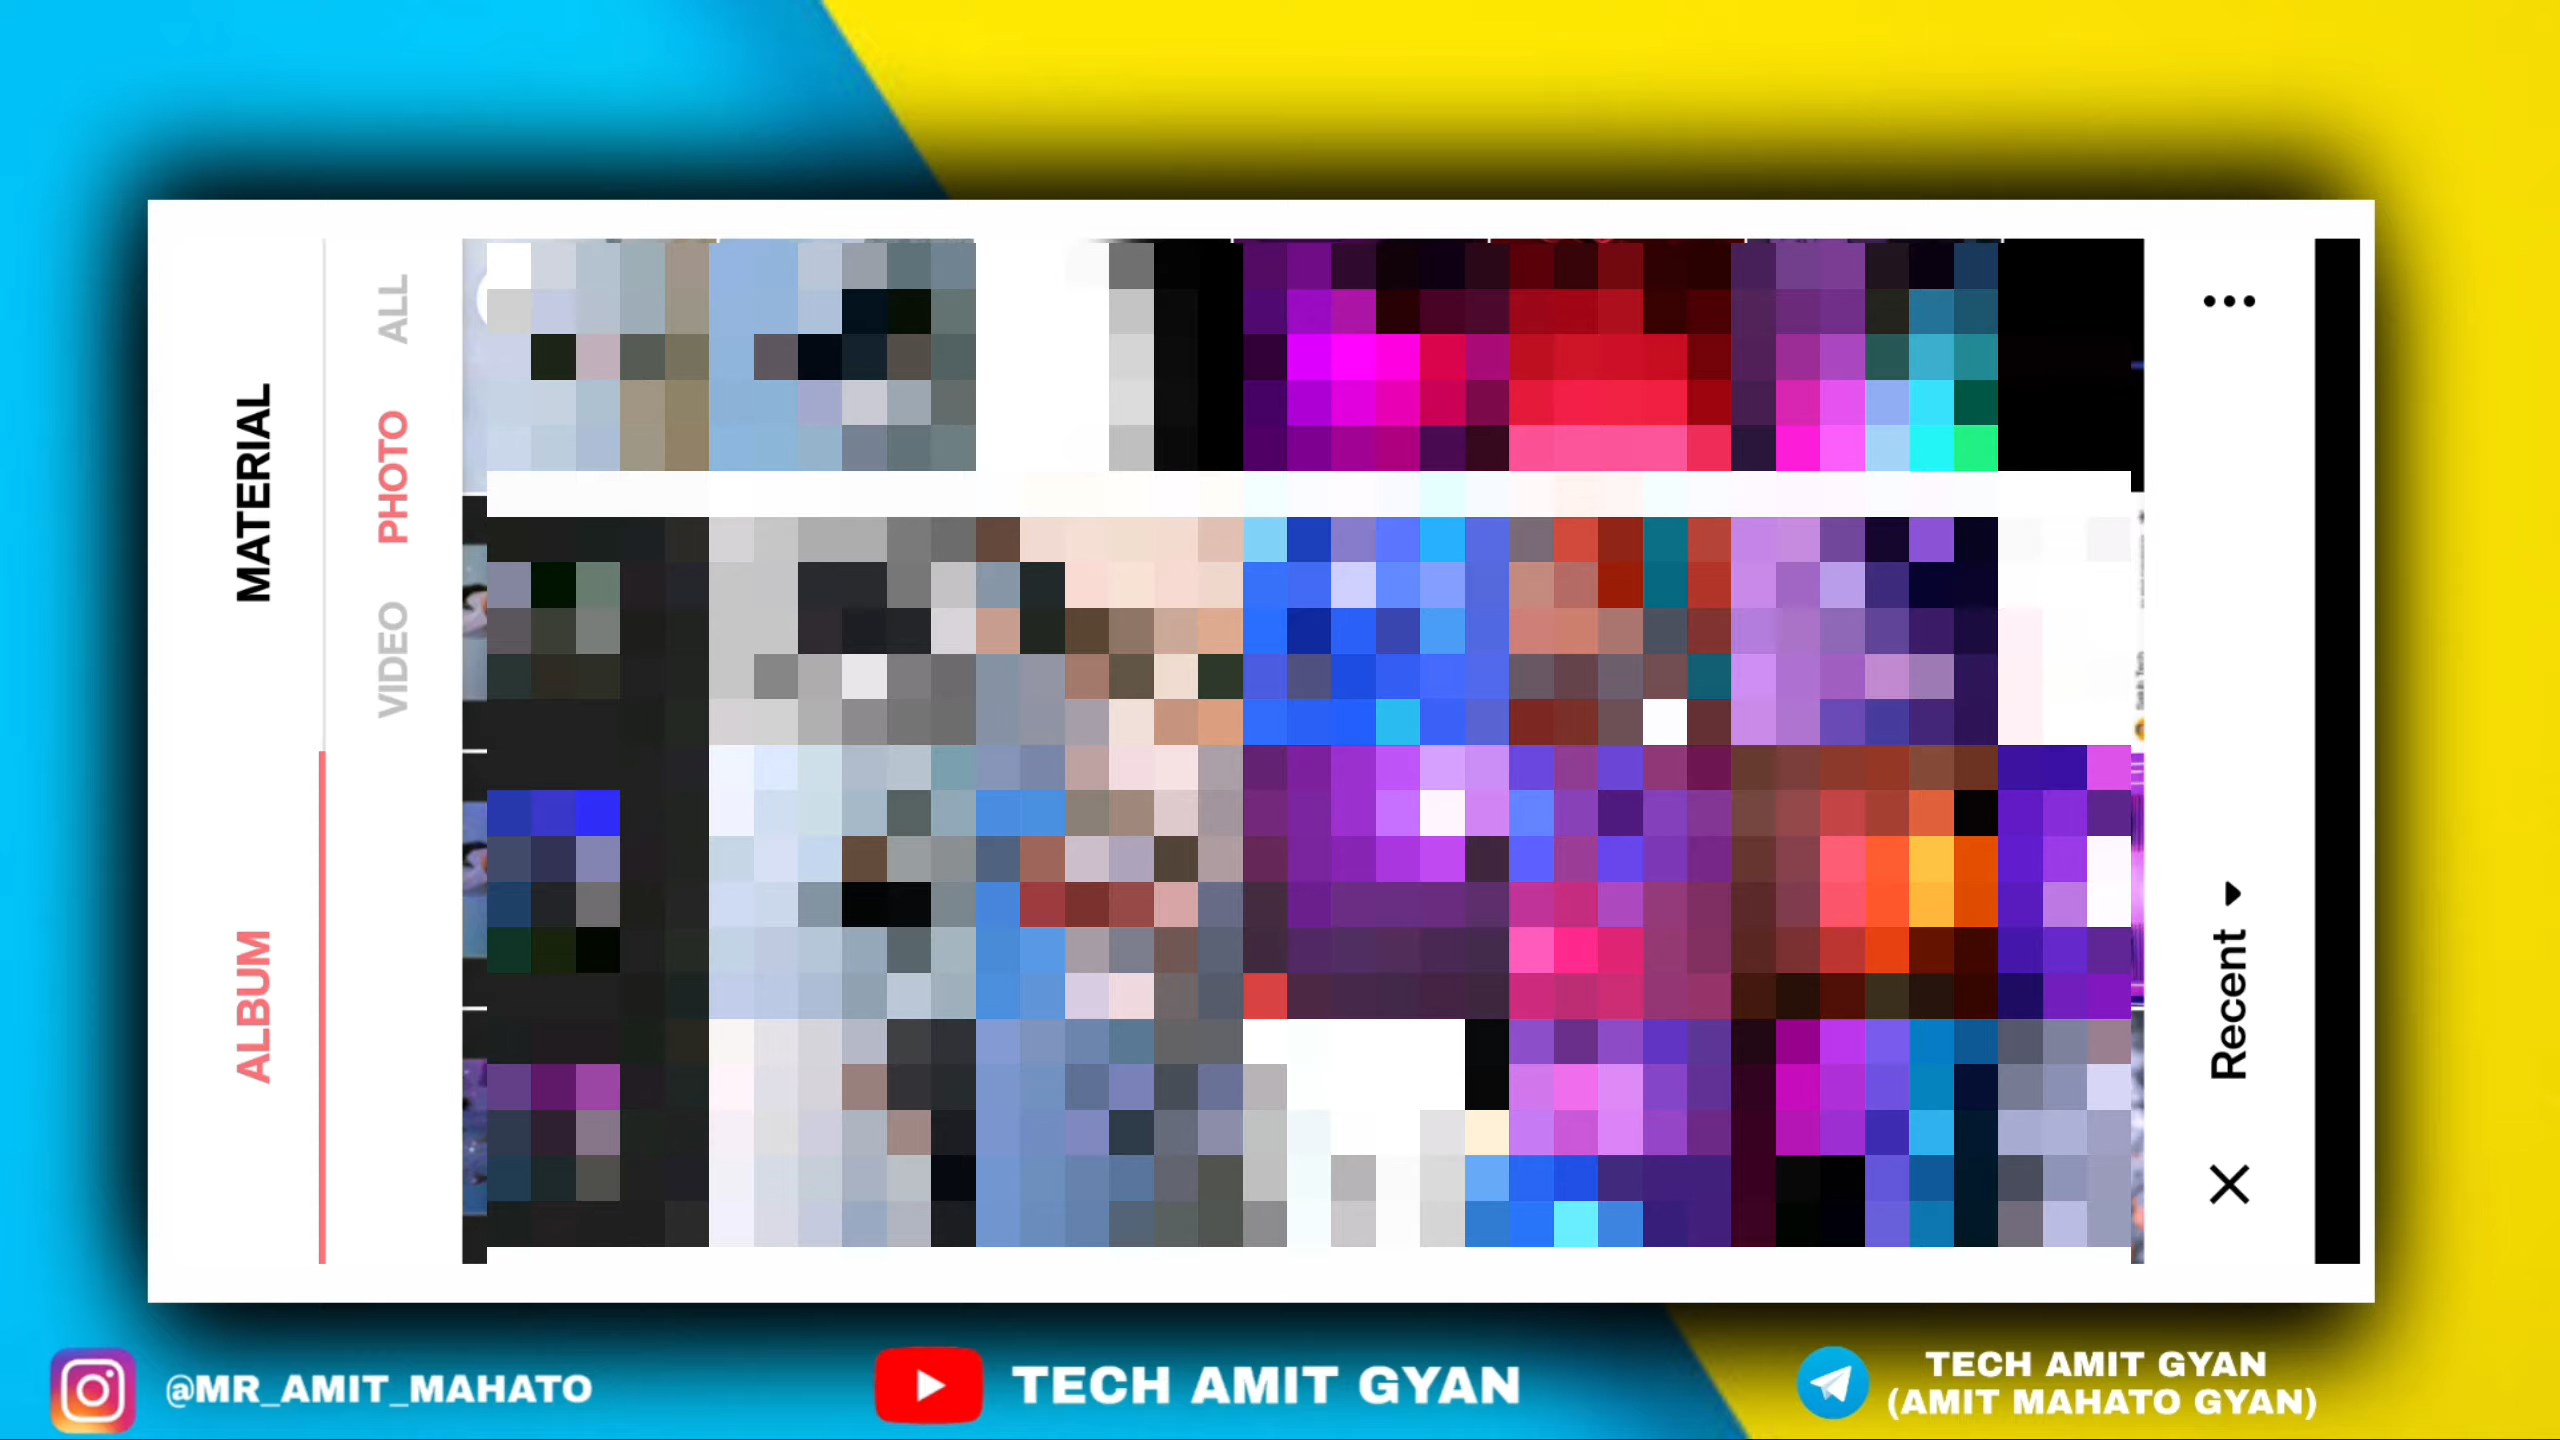 Recent
ALBUM
MATERIAL
VIDEO
PHOTO
ALL
@MR_AMIT_MAHATO
TECH AMIT GYAN
TECH AMIT GYAN
(AMIT MAHATO GYAN)